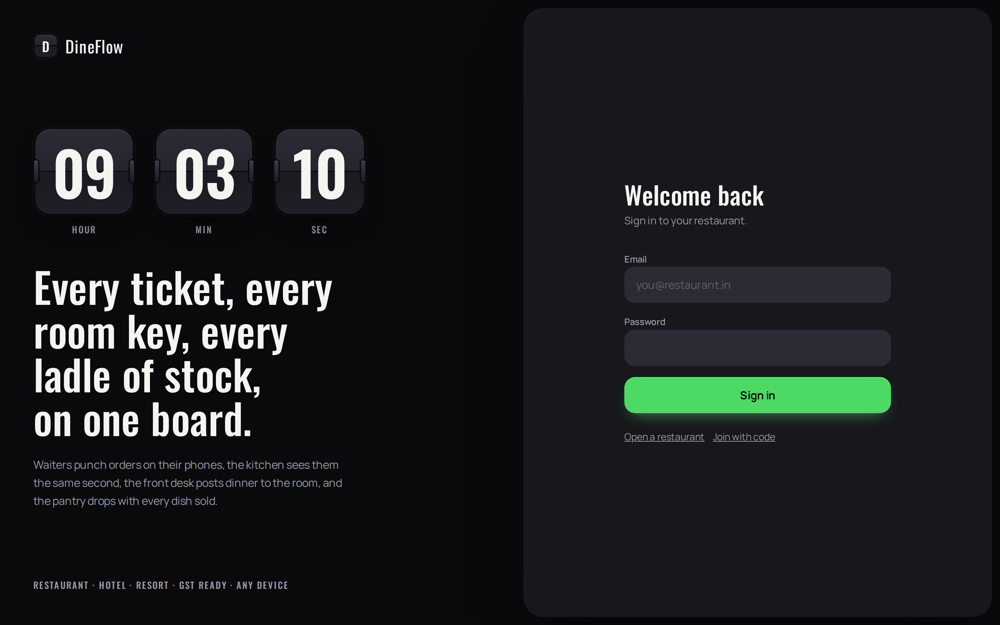 D DineFlow
09 03 10
HOUR MIN SEC
Every ticket, every
room key, every
ladle of stock,
on one board.
Waiters punch orders on their phones, the kitchen sees them
the same second, the front desk posts dinner to the room, and
the pantry drops with every dish sold.
RESTAURANT · HOTEL · RESORT · GST READY · ANY DEVICE
Welcome back
Sign in to your restaurant.
Email
you@restaurant.in
Password
Sign in
Open a restaurant Join with code